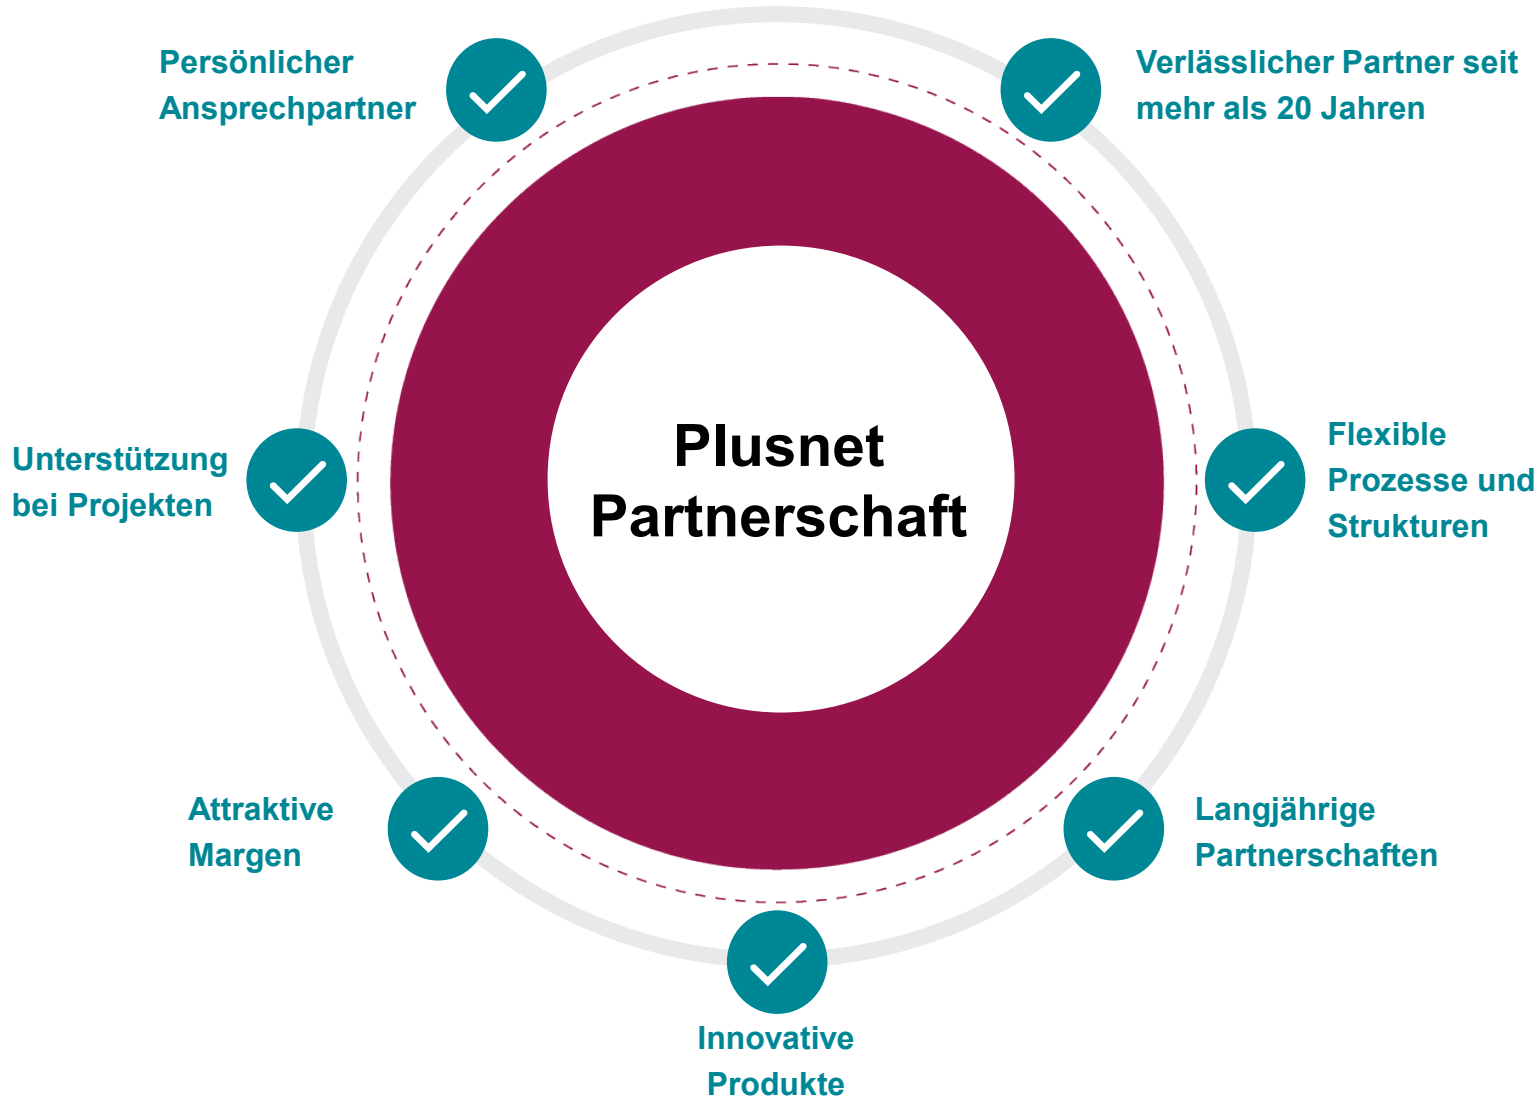 Persönlicher
Ansprechpartner
Verlässlicher Partner seit
mehr als 20 Jahren
Unterstützung
bei Projekten
Plusnet
Partnerschaft
Flexible
Prozesse und
Strukturen
Attraktive
Margen
Langjährige
Partnerschaften
Innovative
Produkte